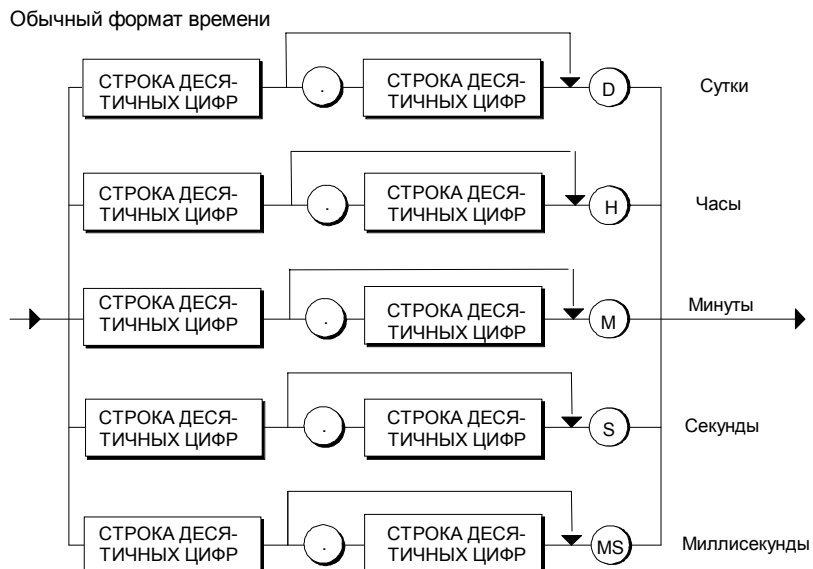 Обычный формат времени
СТРОКА ДЕСЯ-
ТИЧНЫХ ЦИФР
.
СТРОКА ДЕСЯ-
ТИЧНЫХ ЦИФР
D
Сутки
СТРОКА ДЕСЯ-
ТИЧНЫХ ЦИФР
.
СТРОКА ДЕСЯ-
ТИЧНЫХ ЦИФР
H
Часы
СТРОКА ДЕСЯ-
ТИЧНЫХ ЦИФР
.
СТРОКА ДЕСЯ-
ТИЧНЫХ ЦИФР
M
Минуты
СТРОКА ДЕСЯ-
ТИЧНЫХ ЦИФР
.
СТРОКА ДЕСЯ-
ТИЧНЫХ ЦИФР
S
Секунды
СТРОКА ДЕСЯ-
ТИЧНЫХ ЦИФР
.
СТРОКА ДЕСЯ-
ТИЧНЫХ ЦИФР
MS
Миллисекунды